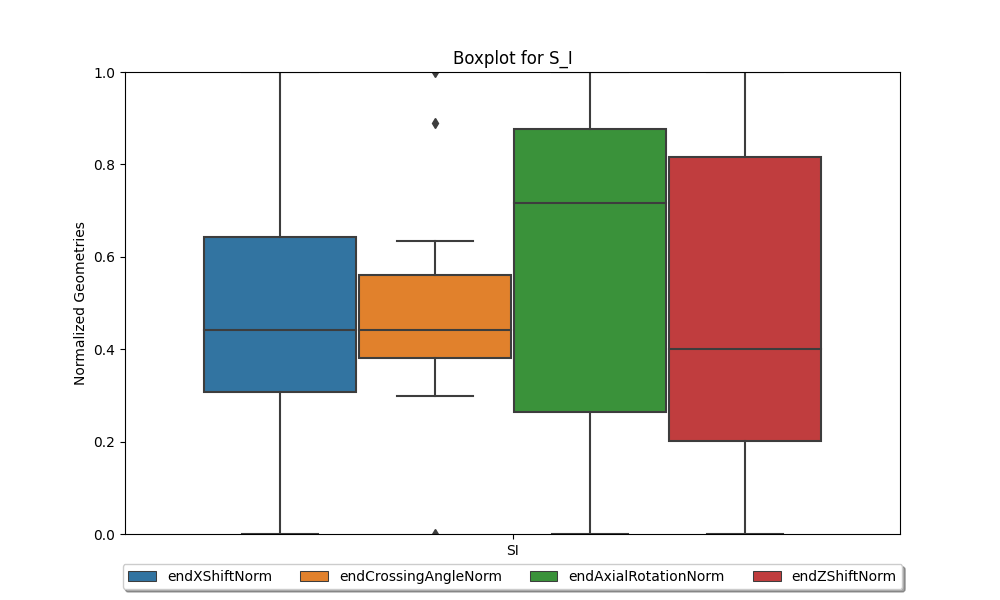 Boxplot for S_I
Normalized Geometries
1.0
0.8
0.6
0.4
0.2
0.0
SI
endXShiftNorm endCrossingAngleNorm endAxialRotationNorm endZShiftNorm